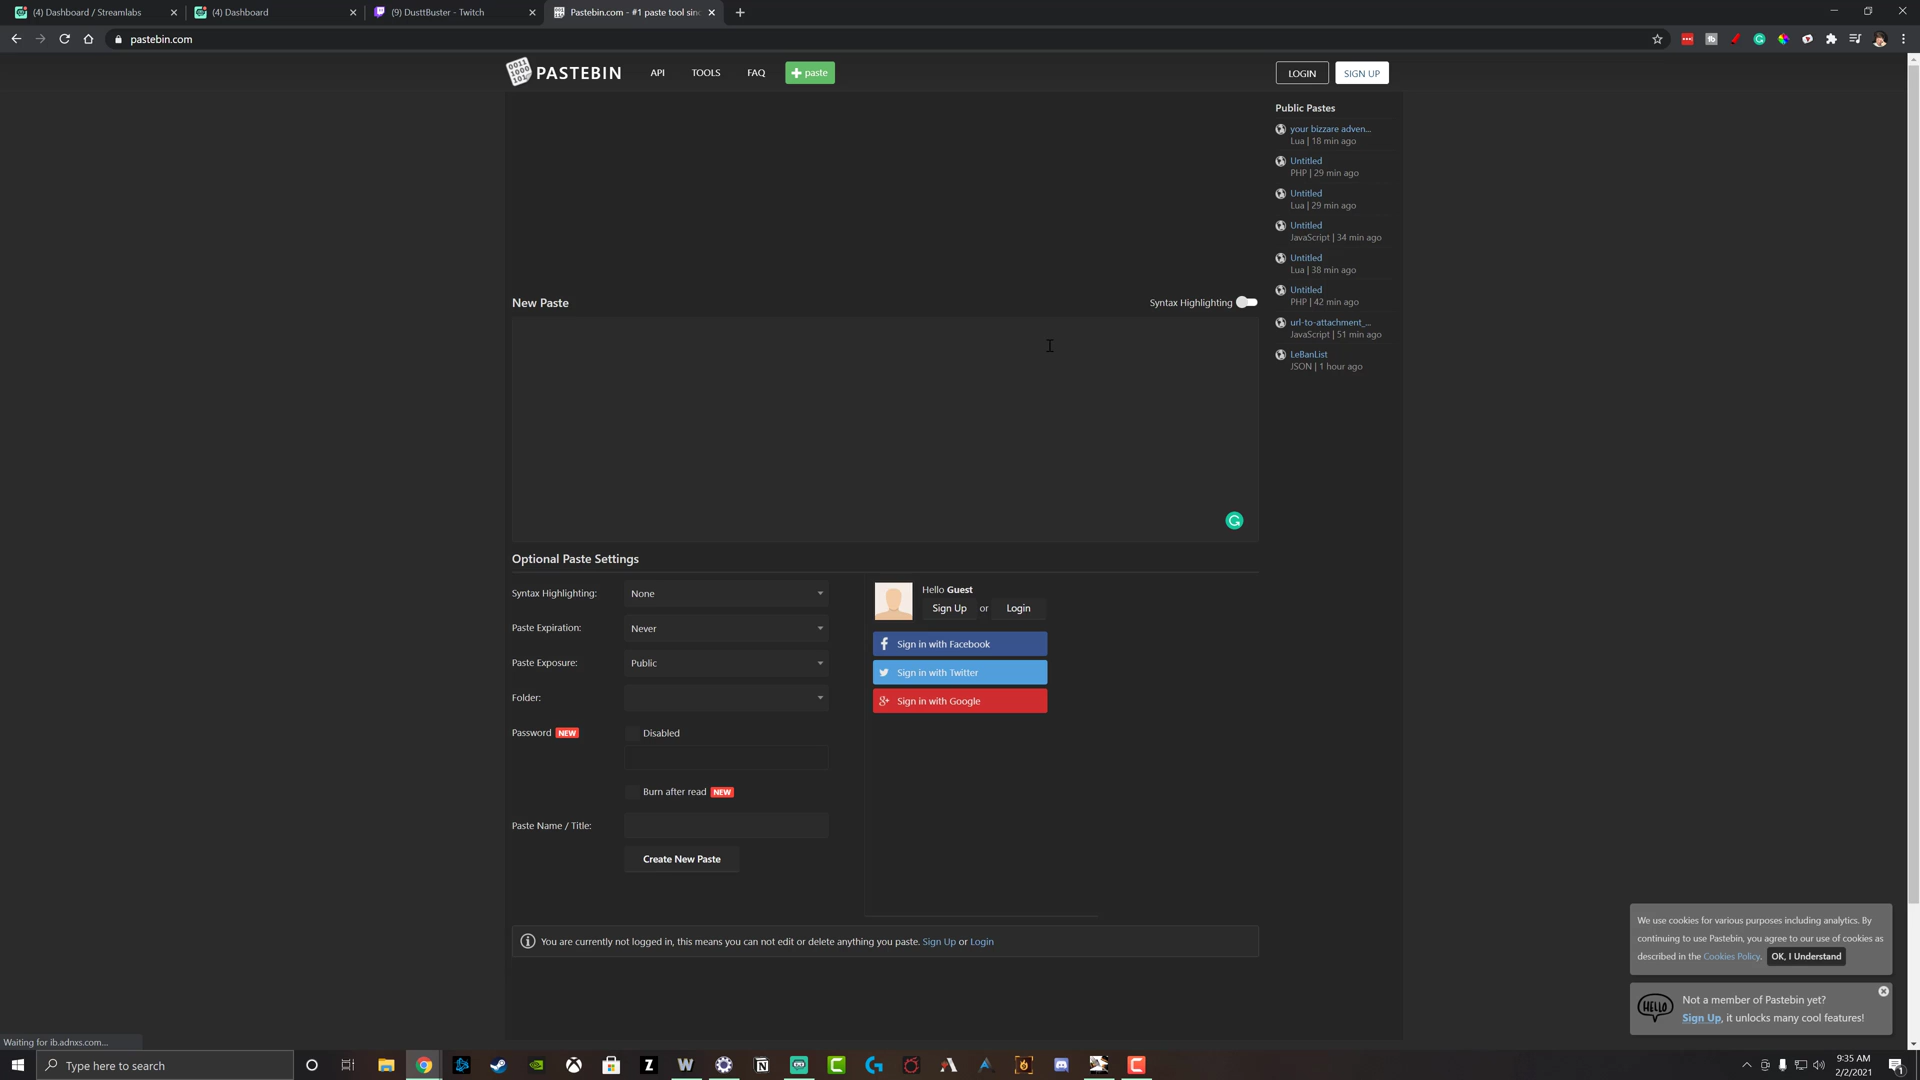 (4) Dashboard / Streamlabs
(4) Dashboard
(9) DusttBuster - Twitch
Pastebin.com - #1 paste tool sinc
pastebin.com
PASTEBIN
API
TOOLS
FAQ
+ paste
LOGIN
SIGN UP
Public Pastes
your bizzare adven...
Lua | 18 min ago
Untitled
PHP | 29 min ago
Untitled
Lua | 29 min ago
Untitled
JavaScript | 34 min ago
Untitled
Lua | 38 min ago
Untitled
PHP | 42 min ago
url-to-attachment_...
JavaScript | 51 min ago
LeBanList
JSON | 1 hour ago
New Paste
Syntax Highlighting
Optional Paste Settings
Syntax Highlighting:
None
Paste Expiration:
Never
Paste Exposure:
Public
Folder:
Password NEW
Disabled
Burn after read NEW
Paste Name / Title:
Create New Paste
Hello Guest
Sign Up or Login
Sign in with Facebook
Sign in with Twitter
Sign in with Google
You are currently not logged in, this means you can not edit or delete anything you paste. Sign Up or Login
We use cookies for various purposes including analytics. By
continuing to use Pastebin, you agree to our use of cookies as
described in the Cookies Policy. OK, I Understand
HELLO
Not a member of Pastebin yet?
Sign Up, it unlocks many cool features!
Waiting for ib.adnxs.com...
Type here to search
9:35 AM
2/2/2021